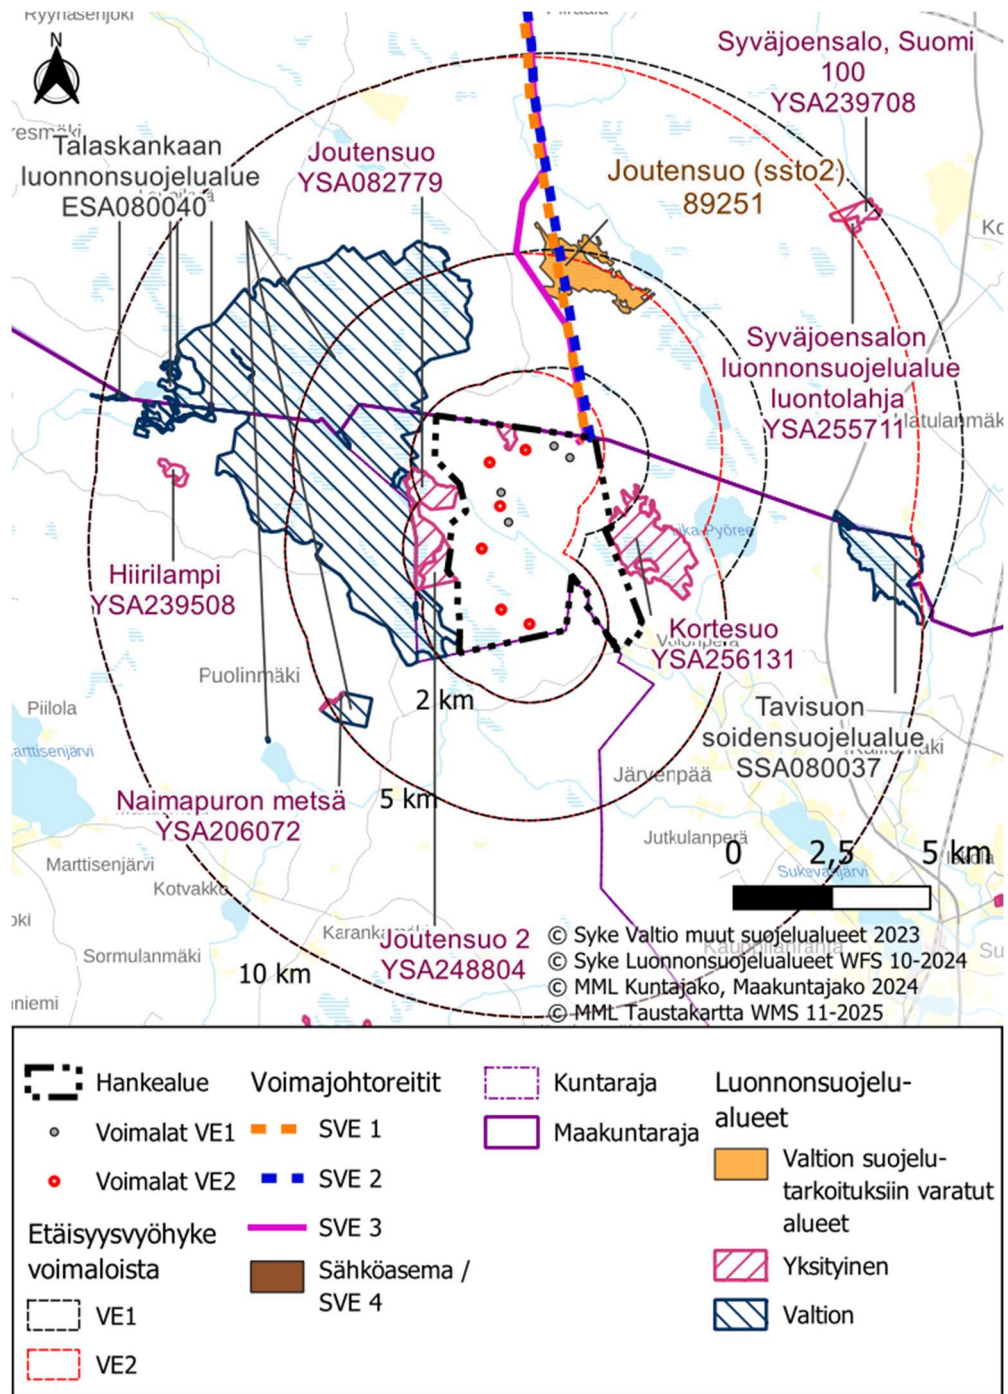 Ryynäsenjoki
N
Syväjoensalo, Suomi
100
YSA239708
Talaskankaan
luonnonsuojelualue
ESA080040
Joutensuo
YSA082779
Joutensuo (ssto2)
89251
Syväjoensalon
luonnonsuojelualue
luontolahja
YSA255711
Hiirilampi
YSA239508
Kortesuo
YSA256131
Puolinmäki
2 km
Piilola
Tavisuon
soidensuojelualue
SSA080037
Järvenpää
Naimapuron metsä
YSA206072
5 km
Jutkulanperä
0 2,5 5 km
Marttisenjärvi
Kotvakko
Sukevanjärvi
Joutensuo 2
YSA248804
Sormulanmäki
10 km
© Syke Valtio muut suojelualueet 2023
© Syke Luonnonsuojelualueet WFS 10-2024
© MML Kuntajako, Maakuntajako 2024
© MML Taustakartta WMS 11-2025
Hankealue
Voimalat VE1
Voimalat VE2
Etäisyysvyöhyke
voimaloista
VE1
VE2
Voimajohtoreitit
SVE 1
SVE 2
SVE 3
Sähköasema /
SVE 4
Kuntaraja
Maakuntaraja
Luonnonsuojelu-
alueet
Valtion suojelu-
tarkoituksiin varatut
alueet
Yksityinen
Valtion